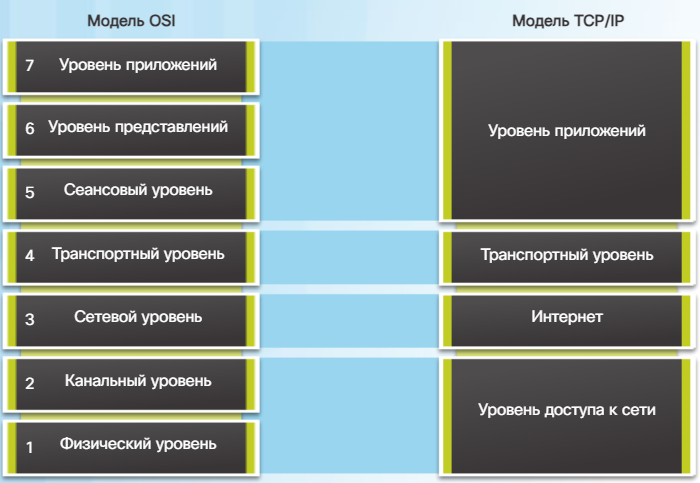 Модель OSI
Модель TCP/IP
7 Уровень приложений
6 Уровень представлений
5 Сеансовый уровень
4 Транспортный уровень
3 Сетевой уровень
2 Канальный уровень
1 Физический уровень
Уровень приложений
Транспортный уровень
Интернет
Уровень доступа к сети